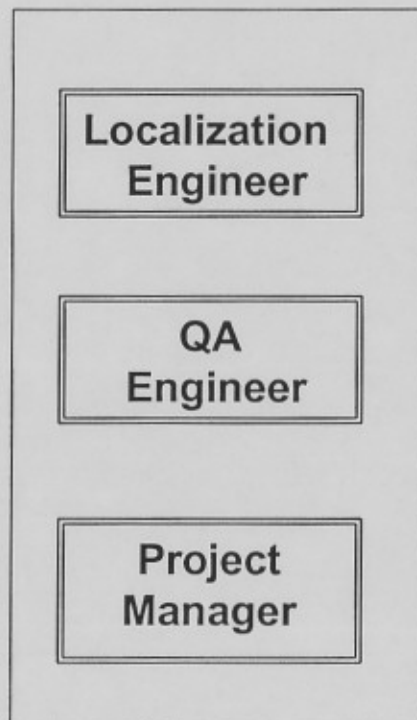 Localization
Engineer
QA
Engineer
Project
Manager